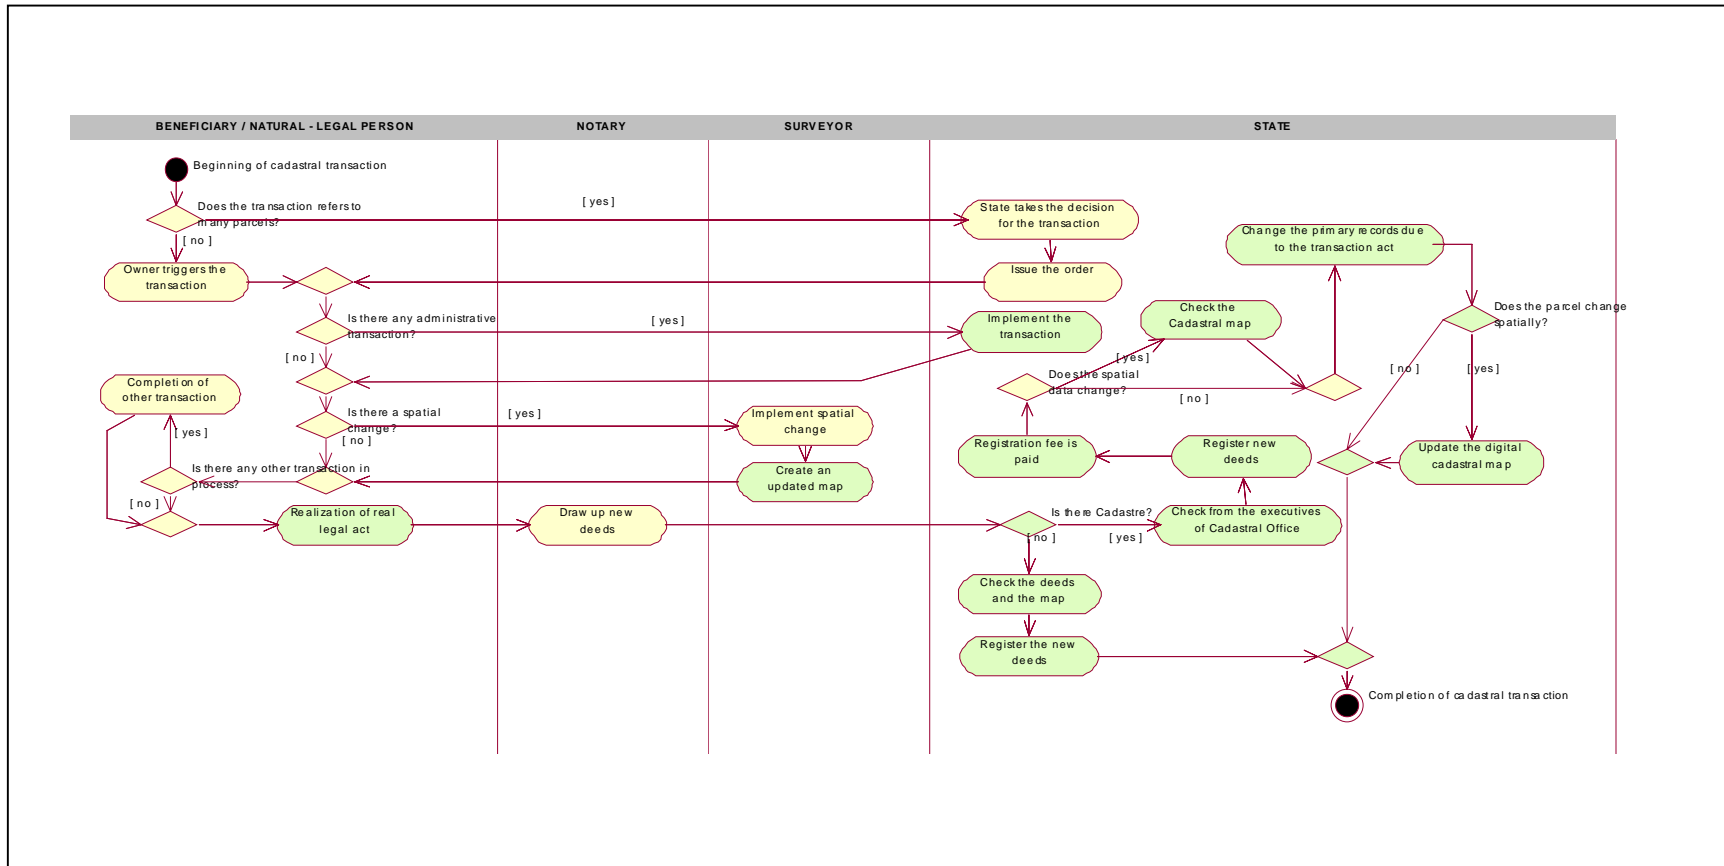 BENEFICIARY / NATURAL - LEGAL PERSON
NOTARY
SURVEYOR
STATE
Beginning of cadastral transaction
Does the transaction refers to
many parcels?
[ yes ]
[ no ]
State takes the decision
for the transaction
Change the primary records due
to the transaction act
Owner triggers the
transaction
Issue the order
Is there any administrative
transaction?
[ yes ]
[ no ]
Implement the
transaction
Check the
Cadastral map
Does the parcel change
spatially?
[ no ]
[ yes ]
Does the spatial
data change?
[yes ]
[ no ]
Completion of
other transaction
[ yes ]
Is there a spatial
change?
[ yes ]
[ no ]
Implement spatial
change
Registration fee is
paid
Register new
deeds
Update the digital
cadastral map
Is there any other transaction in
process?
[ no ]
Create an
updated map
Realization of real
legal act
Draw up new
deeds
Is there Cadastre?
[ no ]
[ yes ]
Check from the executives
of Cadastral Office
Check the deeds
and the map
Register the new
deeds
Completion of cadastral transaction